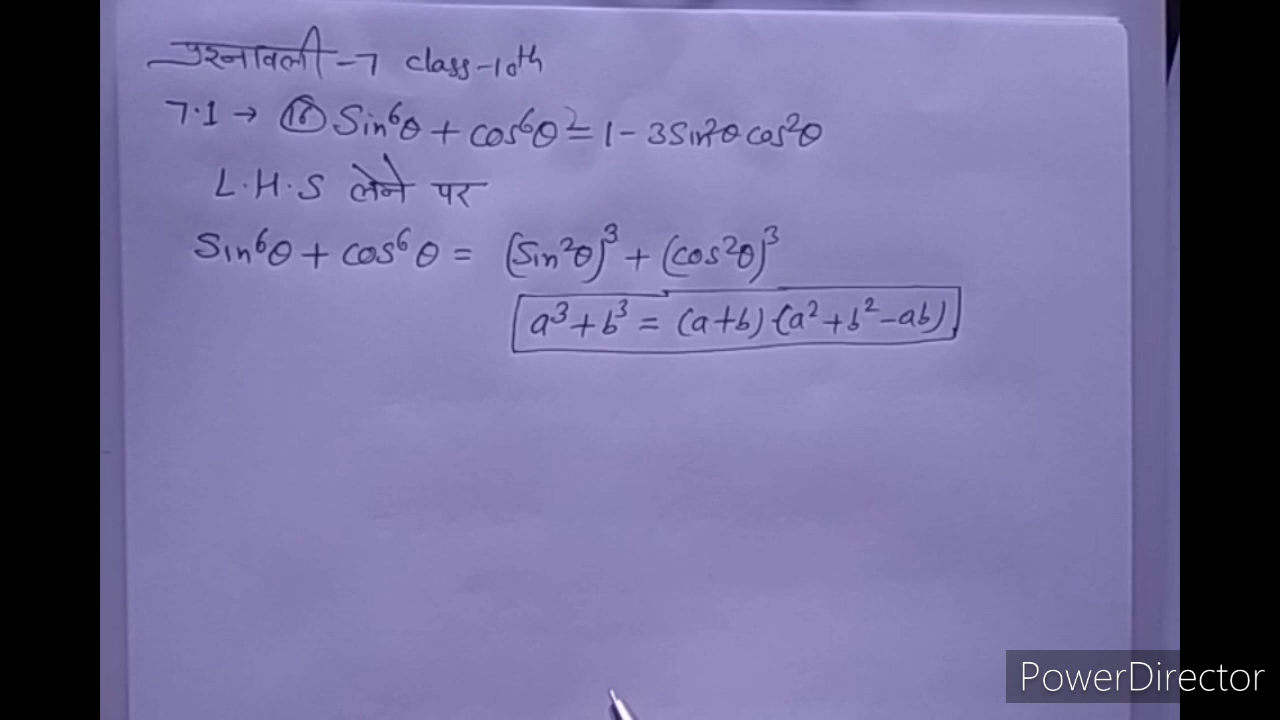 प्रश्नावली-7 class-10th
7.1 → 18 Sin⁶θ + cos⁶θ = 1 - 3Sin²θ cos²θ
L.H.S लेने पर
Sin⁶θ + cos⁶θ = (Sin²θ)³ + (cos²θ)³
a³ + b³ = (a+b) (a² + b² - ab)
PowerDirector